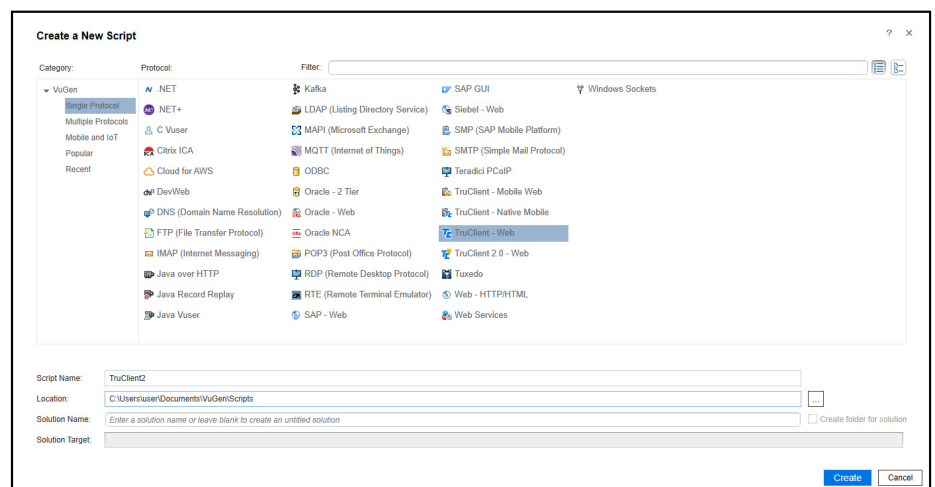 Create a New Script
? ×
Category: Protocol: Filter:
VuGen
Single Protocol
Multiple Protocols
Mobile and IoT
Popular
Recent
.NET
.NET+
C Vuser
Citrix ICA
Cloud for AWS
DevWeb
DNS (Domain Name Resolution)
FTP (File Transfer Protocol)
IMAP (Internet Messaging)
Java over HTTP
Java Record Replay
Java Vuser
Kafka
LDAP (Listing Directory Service)
MAPI (Microsoft Exchange)
MQTT (Internet of Things)
ODBC
Oracle - 2 Tier
Oracle - Web
Oracle NCA
POP3 (Post Office Protocol)
RDP (Remote Desktop Protocol)
RTE (Remote Terminal Emulator)
SAP - Web
SAP GUI
Siebel - Web
SMP (SAP Mobile Platform)
SMTP (Simple Mail Protocol)
Teradici PCoIP
TruClient - Mobile Web
TruClient - Native Mobile
TruClient - Web
TruClient 2.0 - Web
Tuxedo
Web - HTTP/HTML
Web Services
Windows Sockets
Script Name: TruClient2
Location: C:\Users\user\Documents\VuGen\Scripts ...
Solution Name: Enter a solution name or leave blank to create an untitled solution Create folder for solution
Solution Target:
Create Cancel